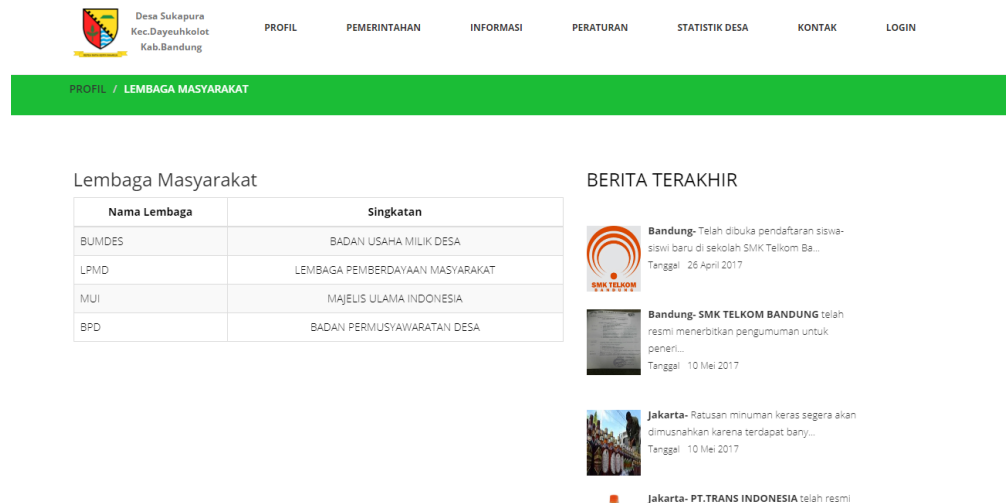 Desa Sukapura
Kec.Dayeuhkolot
Kab.Bandung
PROFIL PEMERINTAHAN INFORMASI PERATURAN STATISTIK DESA KONTAK LOGIN
PROFIL / LEMBAGA MASYARAKAT
Lembaga Masyarakat
Nama Lembaga Singkatan
BUMDES BADAN USAHA MILIK DESA
LPMD LEMBAGA PEMBERDAYAAN MASYARAKAT
MUI MAJELIS ULAMA INDONESIA
BPD BADAN PERMUSYAWARATAN DESA
BERITA TERAKHIR
SMK TELKOM
BANDUNG
Bandung- Telah dibuka pendaftaran siswa-
siswi baru di sekolah SMK Telkom Ba...
Tanggal 26 April 2017
Bandung- SMK TELKOM BANDUNG telah
resmi menerbitkan pengumuman untuk
peneri...
Tanggal 10 Mei 2017
Jakarta- Ratusan minuman keras segera akan
dimusnahkan karena terdapat bany...
Tanggal 10 Mei 2017
Jakarta- PT.TRANS INDONESIA telah resmi